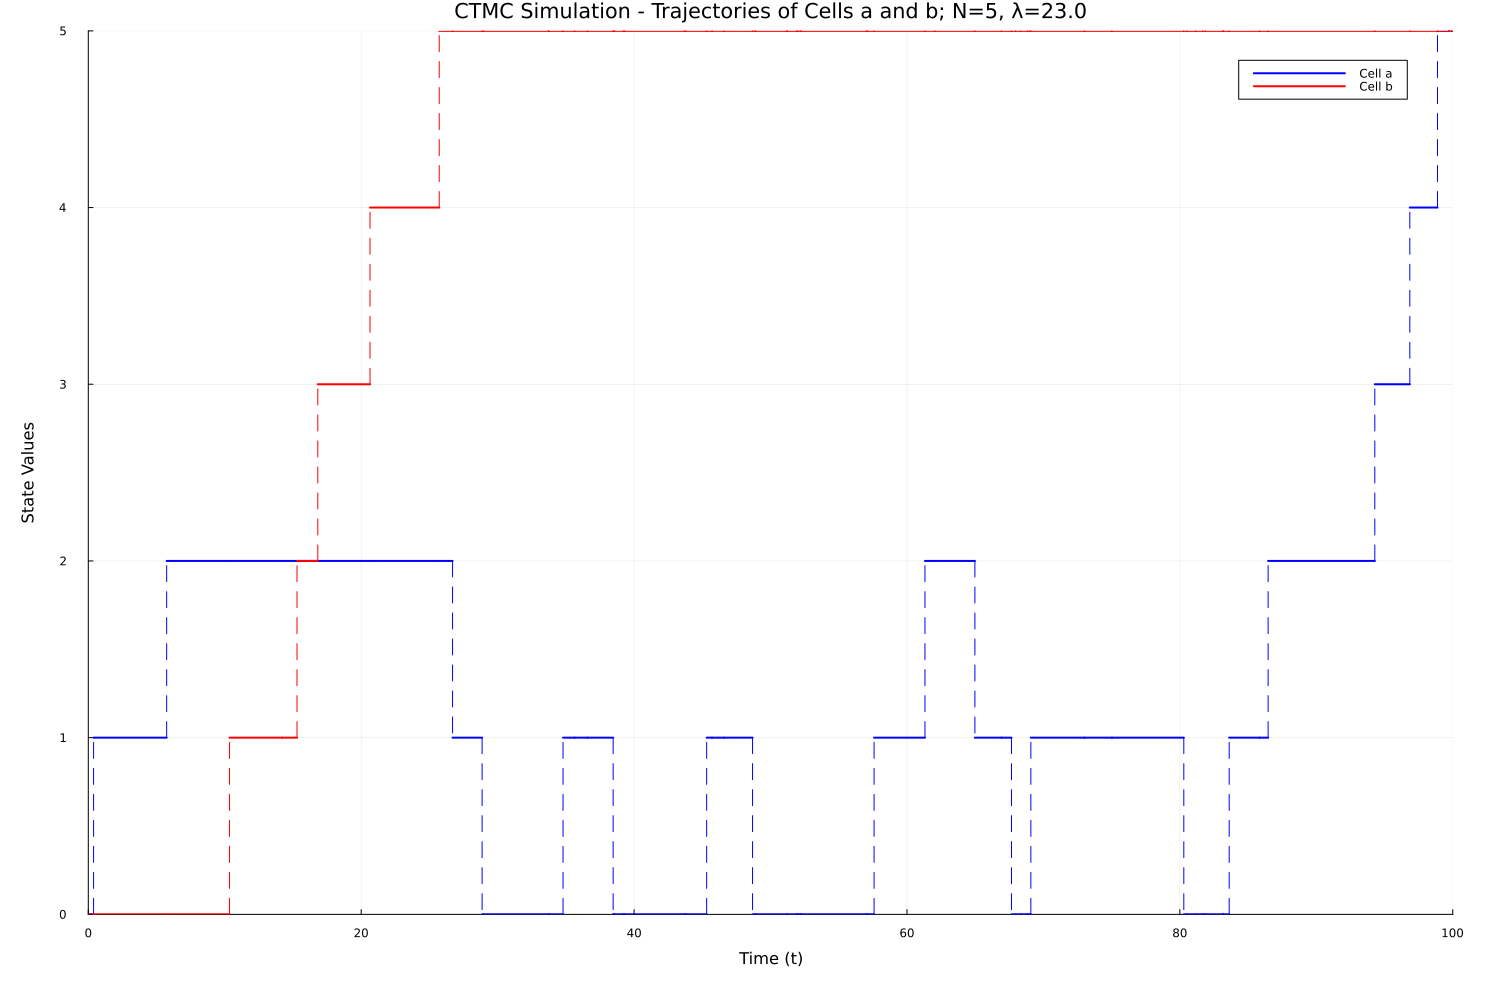 CTMC Simulation - Trajectories of Cells a and b; N=5, λ=23.0
5
Cell a
Cell b
4
3
State Values
2
1
0
0 20 40 60 80 100
Time (t)